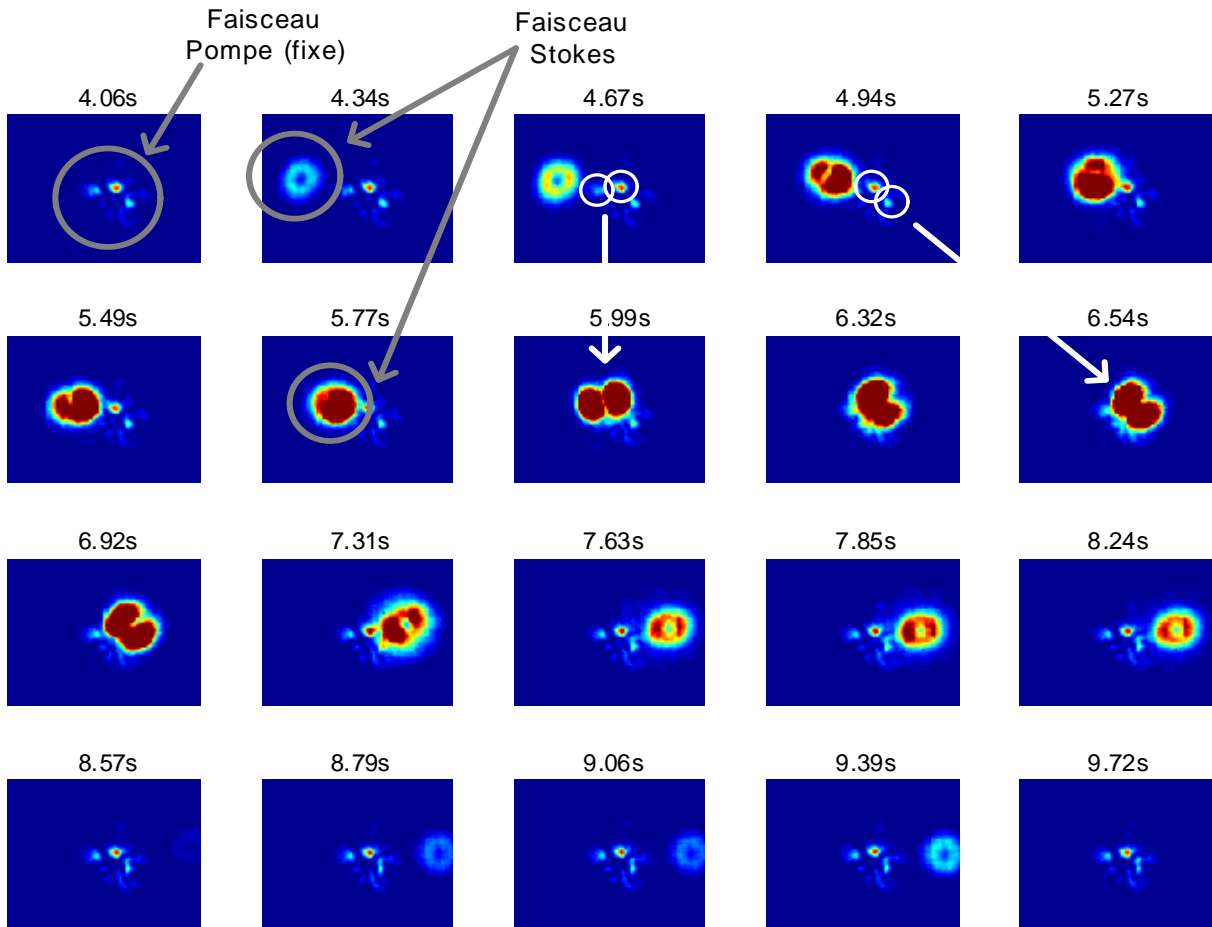 Faisceau
Pompe (fixe)
Faisceau
Stokes
4.06s
4.34s
4.67s
4.94s
5.27s
5.49s
5.77s
5.99s
6.32s
6.54s
6.92s
7.31s
7.63s
7.85s
8.24s
8.57s
8.79s
9.06s
9.39s
9.72s